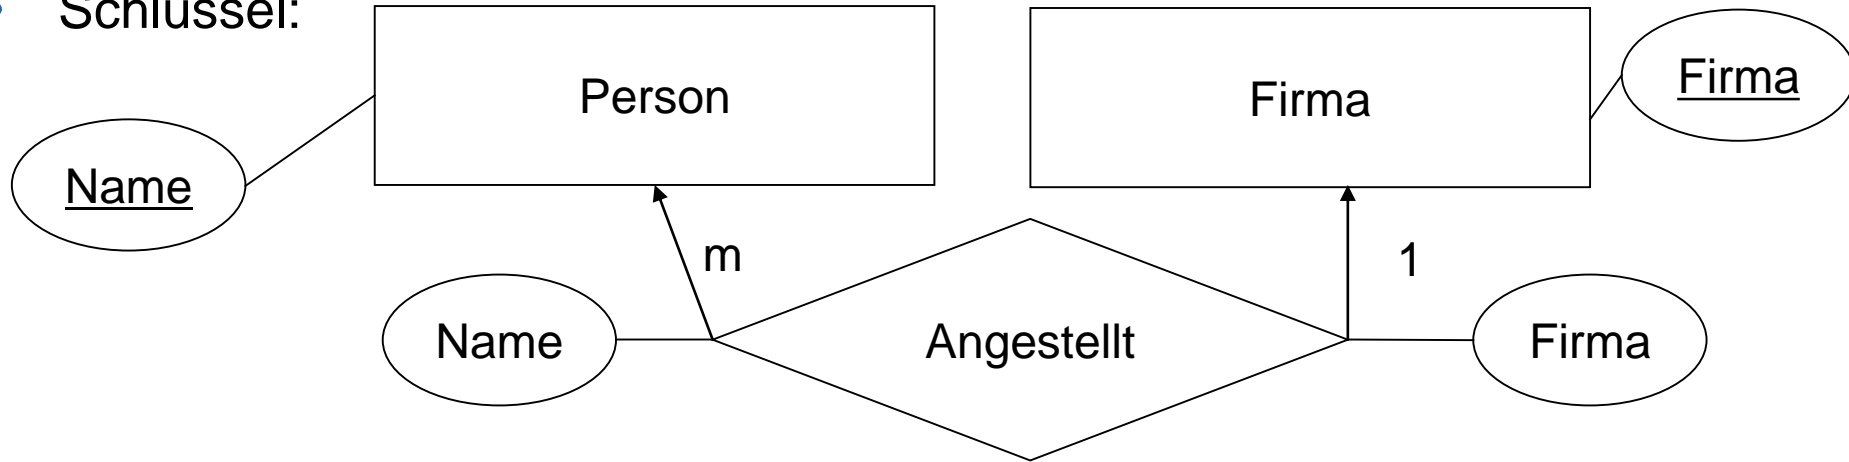 Schlüssel:
Person
Firma
Firma
Name
m
1
Name
Angestellt
Firma